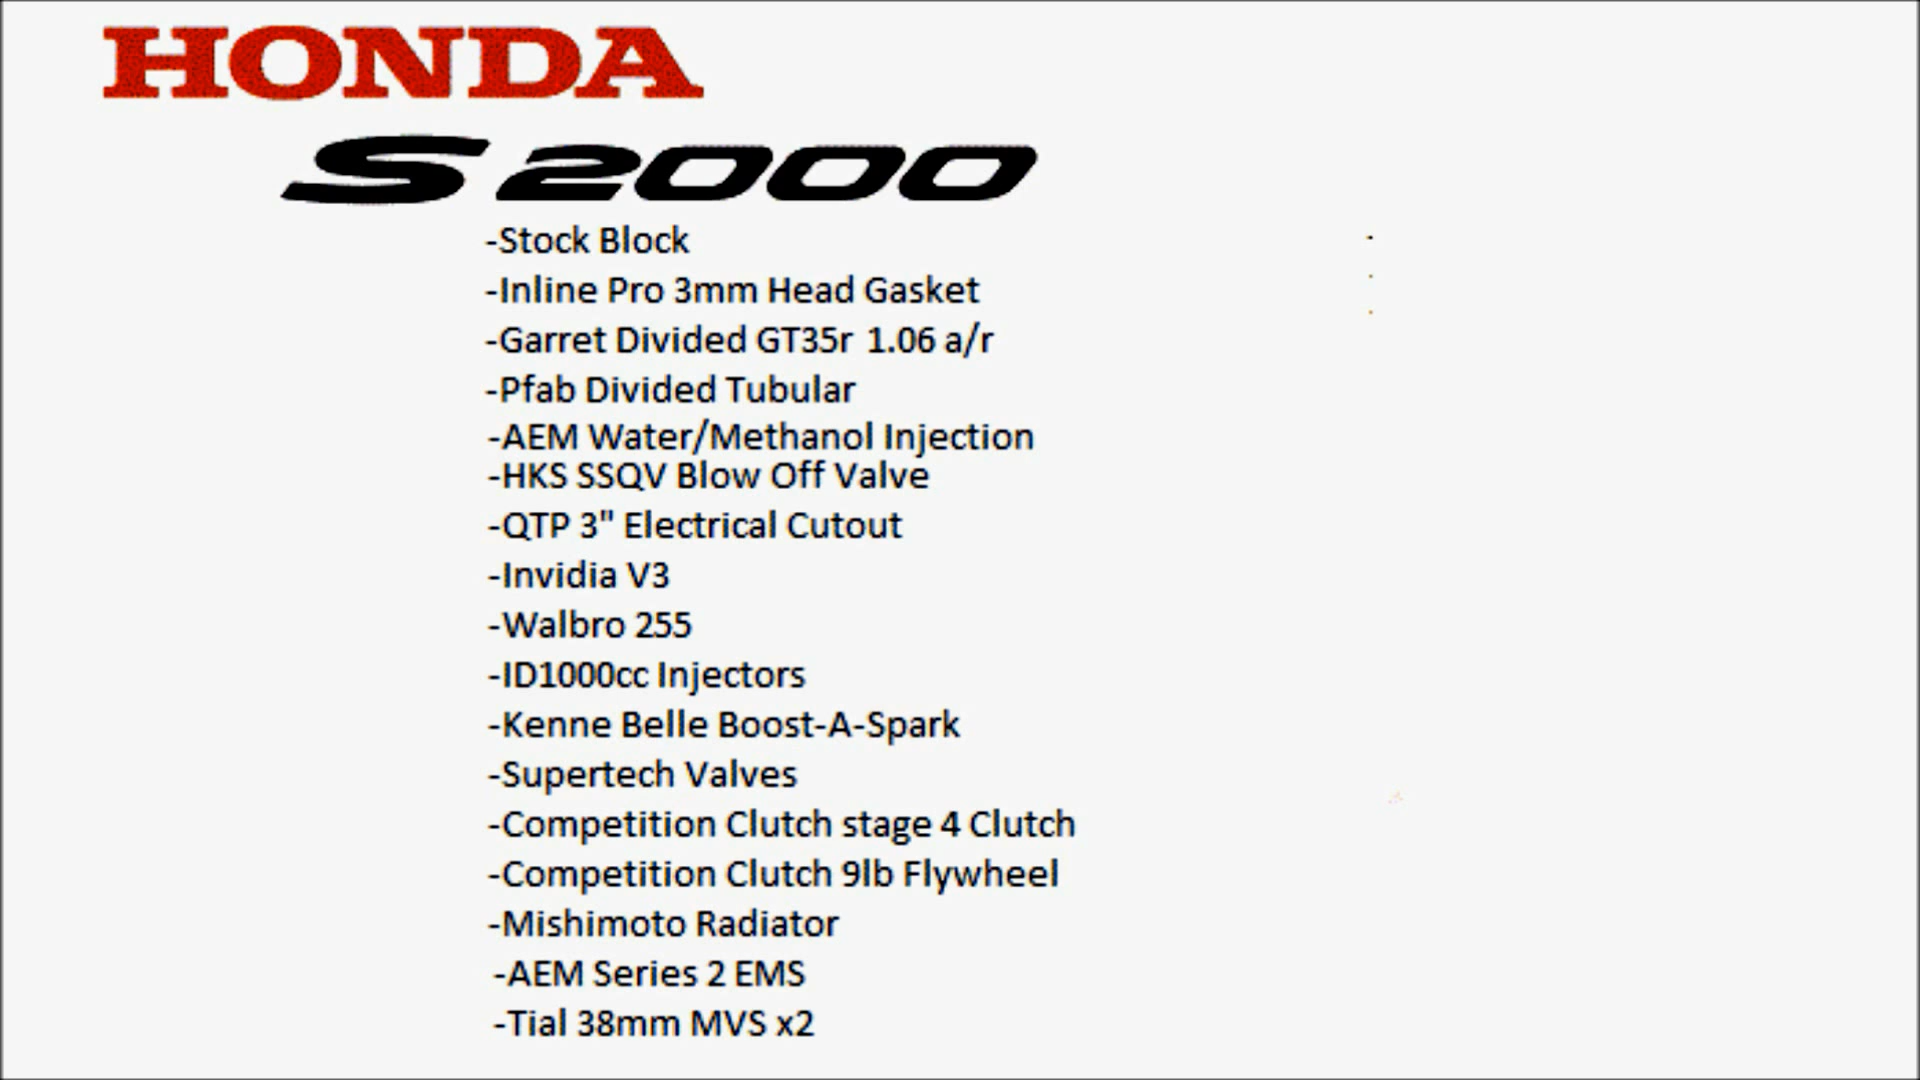 HONDA
S2000
-Stock Block
-Inline Pro 3mm Head Gasket
-Garret Divided GT35r 1.06 a/r
-Pfab Divided Tubular
-AEM Water/Methanol Injection
-HKS SSQV Blow Off Valve
-QTP 3" Electrical Cutout
-Invidia V3
-Walbro 255
-ID1000cc Injectors
-Kenne Belle Boost-A-Spark
-Supertech Valves
-Competition Clutch stage 4 Clutch
-Competition Clutch 9lb Flywheel
-Mishimoto Radiator
-AEM Series 2 EMS
-Tial 38mm MVS x2